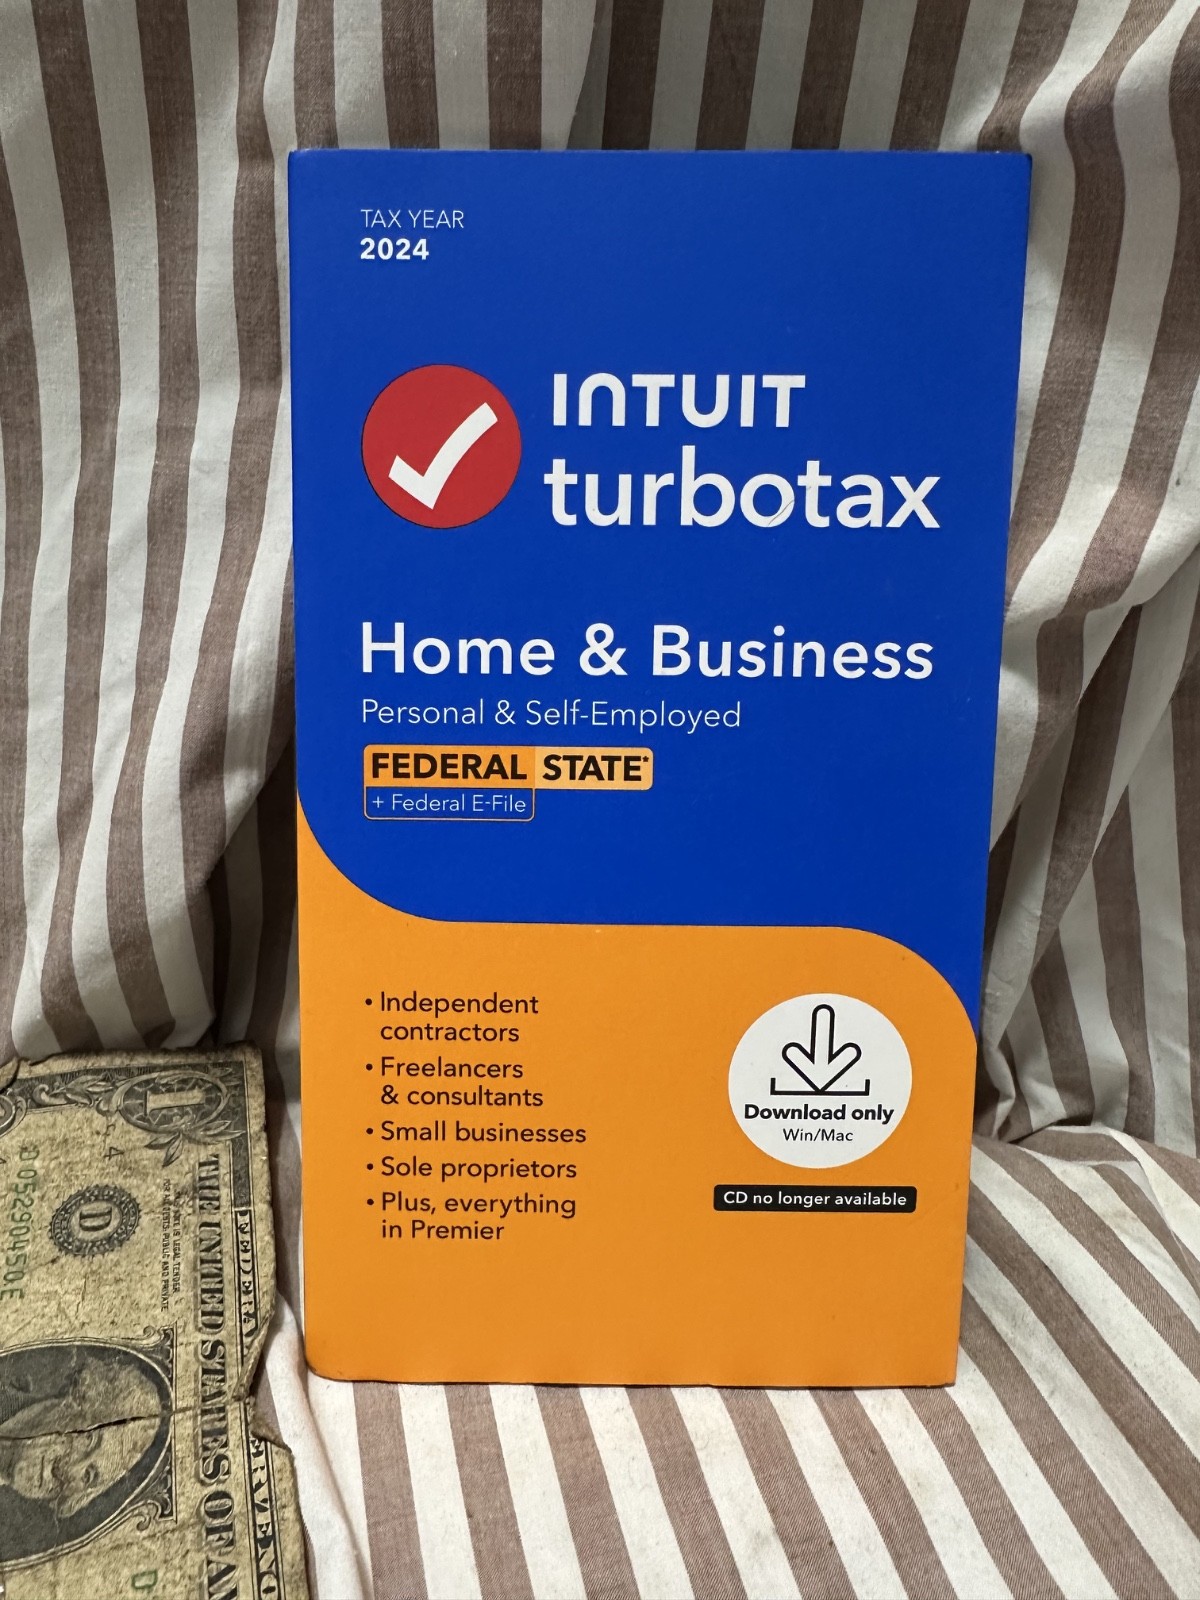 TAX YEAR
2024
INTUIT
turbotax
Home & Business
Personal & Self-Employed
FEDERAL STATE*
+ Federal E-File
• Independent
contractors
• Freelancers
& consultants
• Small businesses
• Sole proprietors
• Plus, everything
in Premier
Download only
Win/Mac
CD no longer available
THE UNITED STATES OF AM
D
1